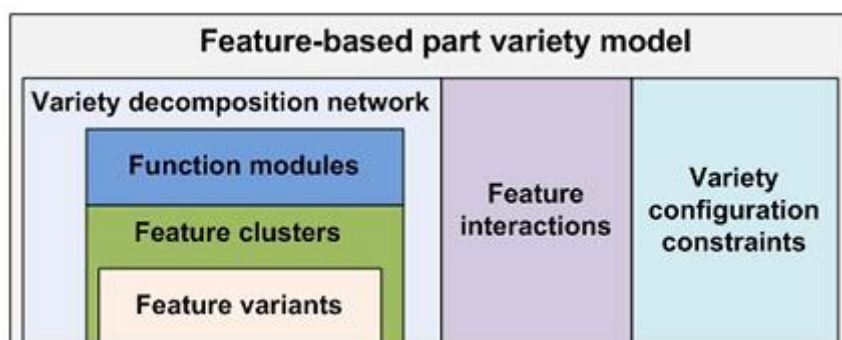 Feature-based part variety model
Variety decomposition network
Function modules
Feature clusters
Feature variants
Feature
interactions
Variety
configuration
constraints